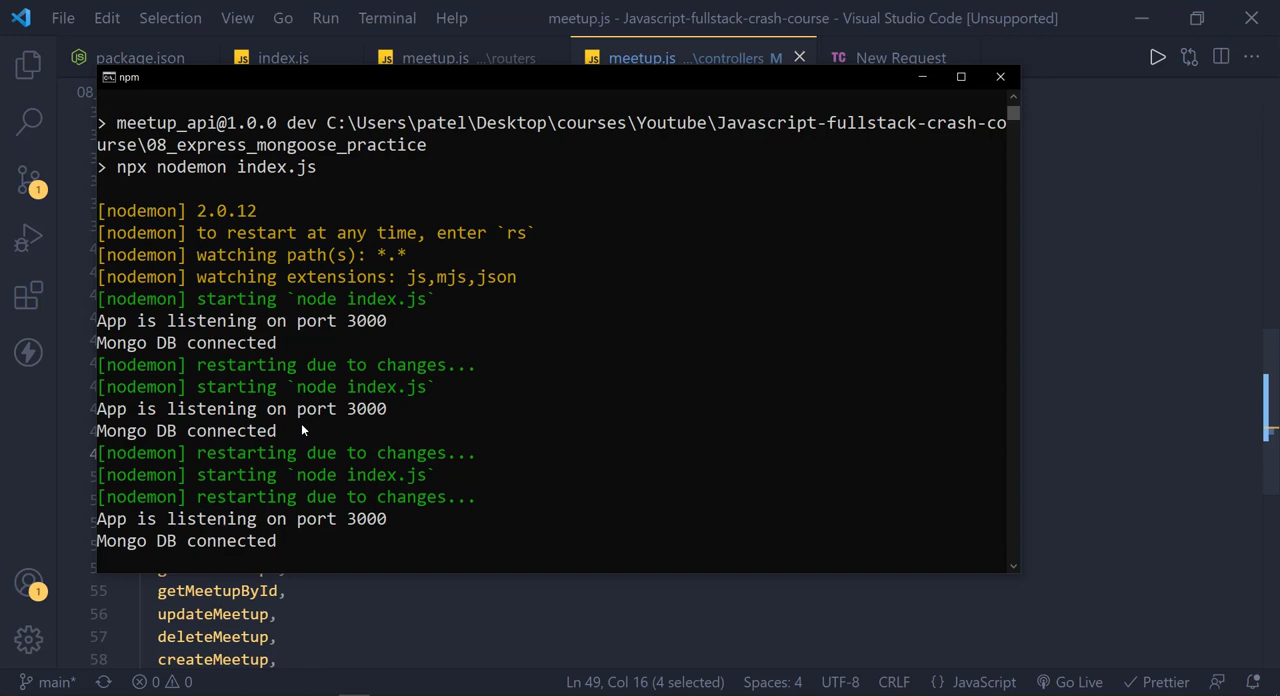 File Edit Selection View Go Run Terminal Help meetup.js - Javascript-fullstack-crash-course - Visual Studio Code [Unsupported]
package.json index.js meetup.js ...\routers meetup.js ...\controllers M TC New Request
08
npm
> meetup_api@1.0.0 dev C:\Users\patel\Desktop\courses\Youtube\Javascript-fullstack-crash-co
urse\08_express_mongoose_practice
> npx nodemon index.js
[nodemon] 2.0.12
[nodemon] to restart at any time, enter `rs`
[nodemon] watching path(s): *.*
[nodemon] watching extensions: js,mjs,json
[nodemon] starting `node index.js`
App is listening on port 3000
Mongo DB connected
[nodemon] restarting due to changes...
[nodemon] starting `node index.js`
App is listening on port 3000
Mongo DB connected
[nodemon] restarting due to changes...
[nodemon] starting `node index.js`
[nodemon] restarting due to changes...
App is listening on port 3000
Mongo DB connected
55 getMeetupById,
56 updateMeetup,
57 deleteMeetup,
58 createMeetup,
main* 0 0 Ln 49, Col 16 (4 selected) Spaces: 4 UTF-8 CRLF {} JavaScript Go Live Prettier